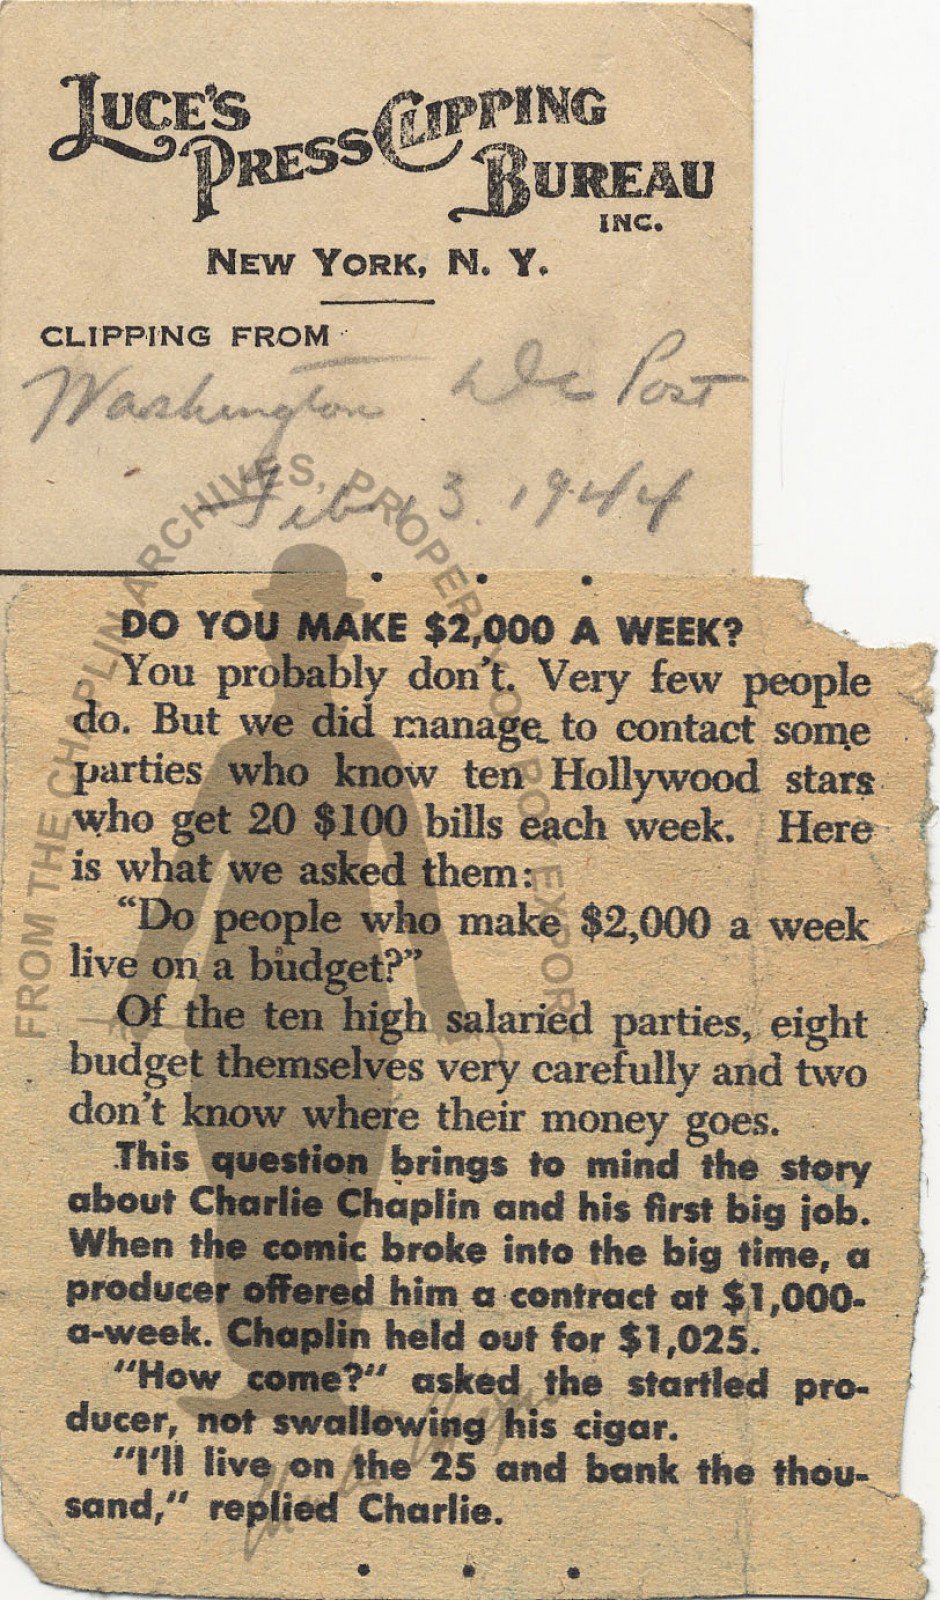 LUCE'S
PRESS CLIPPING
BUREAU
INC.
NEW YORK, N. Y.
CLIPPING FROM
Washington DC Post
Feb 3. 1944
FROM THE CHAPLIN ARCHIVES, PROPERTY OF ROY EXPORT
DO YOU MAKE $2,000 A WEEK?
You probably don't. Very few people
do. But we did manage to contact some
parties who know ten Hollywood stars
who get 20 $100 bills each week. Here
is what we asked them:
“Do people who make $2,000 a week
live on a budget?”
Of the ten high salaried parties, eight
budget themselves very carefully and two
don't know where their money goes.
This question brings to mind the story
about Charlie Chaplin and his first big job.
When the comic broke into the big time, a
producer offered him a contract at $1,000-
a-week. Chaplin held out for $1,025.
"How come?" asked the startled pro-
ducer, not swallowing his cigar.
"I'll live on the 25 and bank the thou-
sand," replied Charlie.